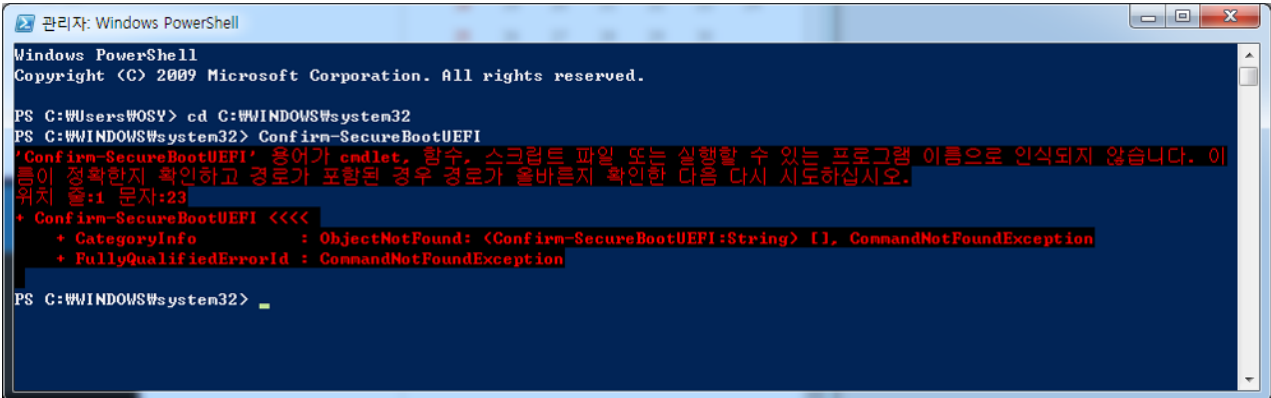 관리자: Windows PowerShell
Windows PowerShell
Copyright (C) 2009 Microsoft Corporation. All rights reserved.
PS C:₩Users₩OSY> cd C:₩WINDOWS₩system32
PS C:₩WINDOWS₩system32> Confirm-SecureBootUEFI
'Confirm-SecureBootUEFI' 용어가 cmdlet, 함수, 스크립트 파일 또는 실행할 수 있는 프로그램 이름으로 인식되지 않습니다. 이
름이 정확한지 확인하고 경로가 포함된 경우 경로가 올바른지 확인한 다음 다시 시도하십시오.
위치 줄:1 문자:23
+ Confirm-SecureBootUEFI <<<<
+ CategoryInfo : ObjectNotFound: (Confirm-SecureBootUEFI:String) [], CommandNotFoundException
+ FullyQualifiedErrorId : CommandNotFoundException
PS C:₩WINDOWS₩system32>